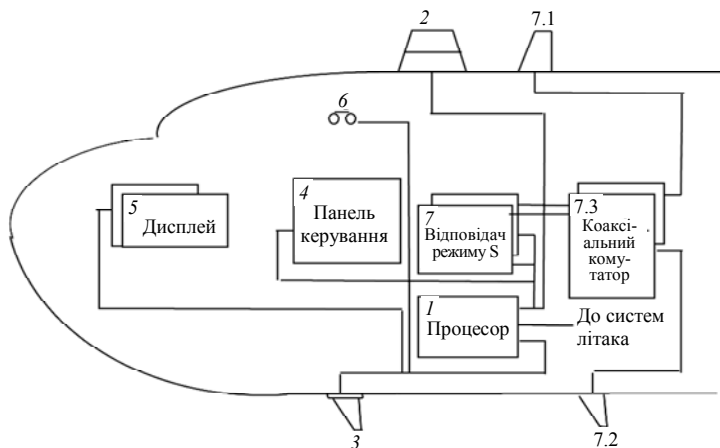 2
7.1
6
5
Дисплей
4
Панель
керування
7
Відповідач
режиму S
7.3
Коаксі-
альний
кому-
татор
1
Процесор
До систем
літака
3
7.2